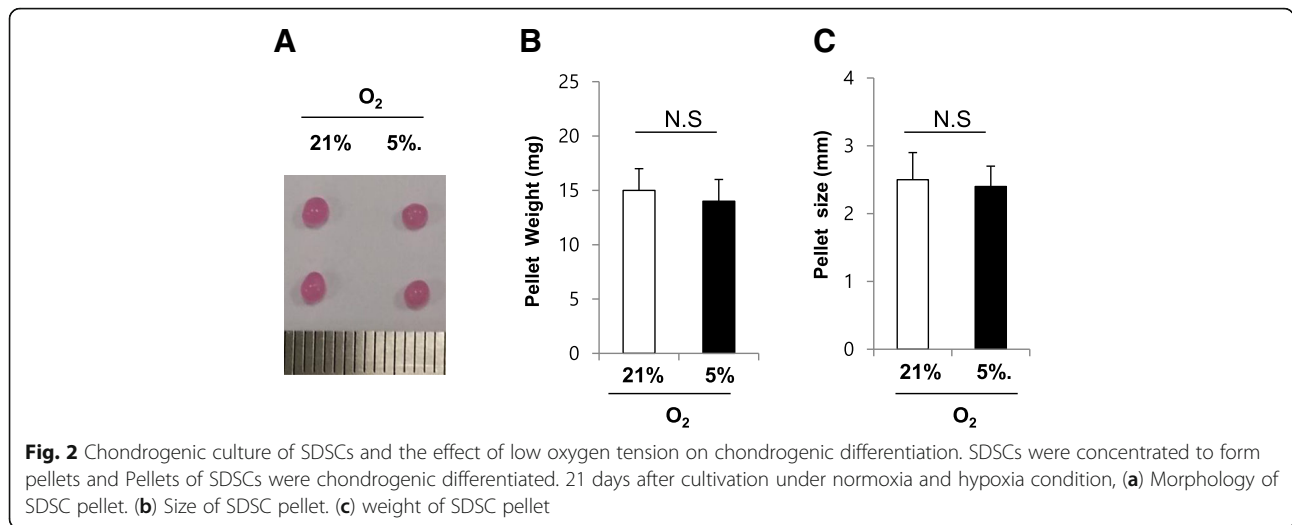 A
B
C
O₂
21% 5%.
Pellet Weight (mg)
25
20
15
10
5
0
N.S
21% 5%
O₂
Pellet size (mm)
4
3
2
1
0
N.S
21% 5%.
O₂
Fig. 2 Chondrogenic culture of SDSCs and the effect of low oxygen tension on chondrogenic differentiation. SDSCs were concentrated to form
pellets and Pellets of SDSCs were chondrogenic differentiated. 21 days after cultivation under normoxia and hypoxia condition, (a) Morphology of
SDSC pellet. (b) Size of SDSC pellet. (c) weight of SDSC pellet